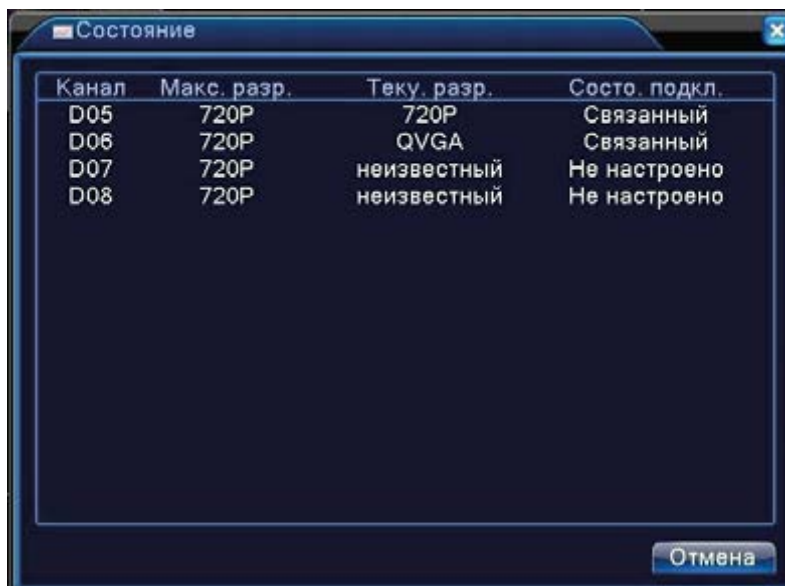 Состояние
Канал Макс. разр. Теку. разр. Состо. подкл.
D05 720P 720P Связанный
D06 720P QVGA Связанный
D07 720P неизвестный Не настроено
D08 720P неизвестный Не настроено
Отмена